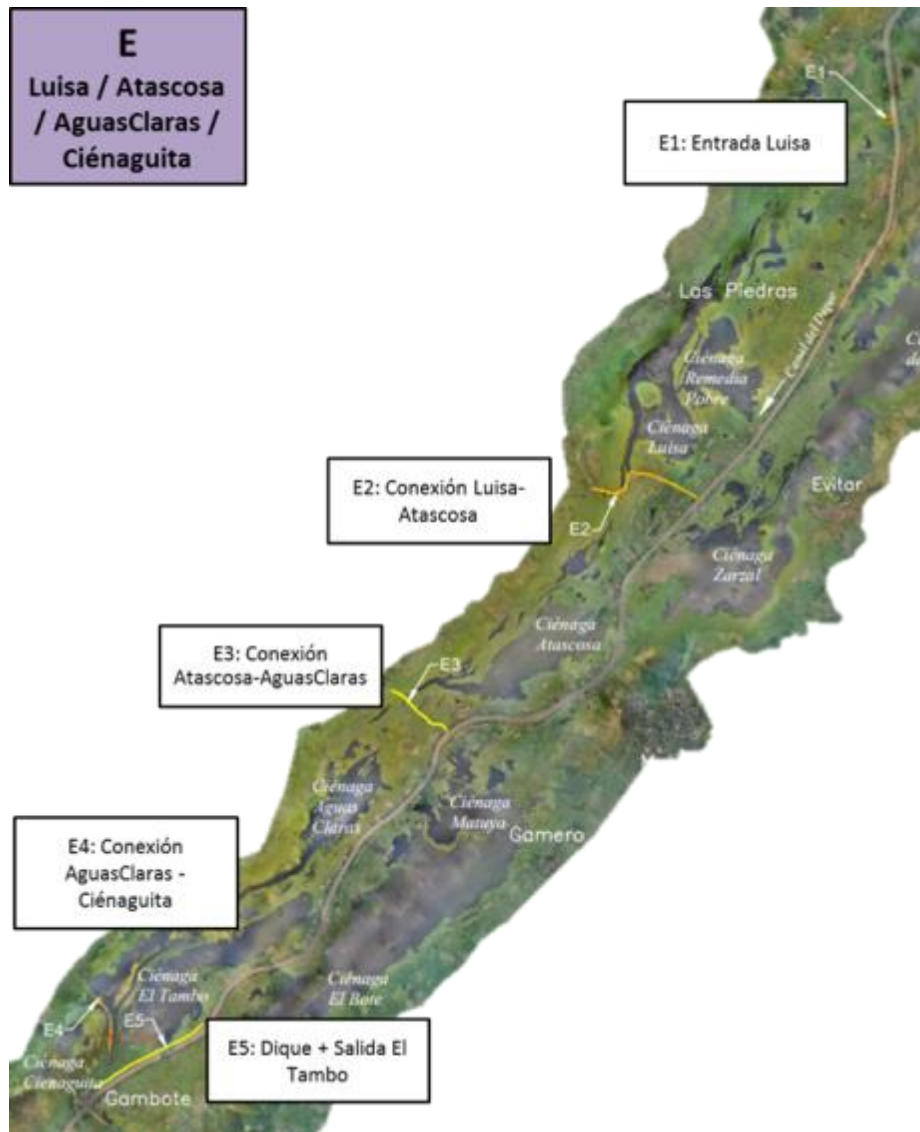 E
Luisa / Atascosa
/ AguasClaras /
Ciénaguita
E1
E1: Entrada Luisa
Las Piedras
Canal del Dique
Ciénaga
Remedia
Pobre
Ciénaga
Luisa
E2: Conexión Luisa-
Atascosa
E2
Evitar
Ciénaga
Zarzal
Ciénaga
Atascosa
E3: Conexión
Atascosa-AguasClaras
E3
Ciénaga
Aguas
Claras
Ciénaga
Matuya
Gamero
E4: Conexión
AguasClaras -
Ciénaguita
Ciénaga
El Tambo
Ciénaga
El Bote
E4
E5
E5: Dique + Salida El
Tambo
Ciénaga
Cienaguita
Gambote